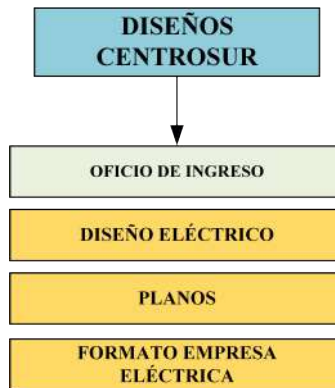 DISEÑOS
CENTROSUR
OFICIO DE INGRESO
DISEÑO ELÉCTRICO
PLANOS
FORMATO EMPRESA
ELÉCTRICA